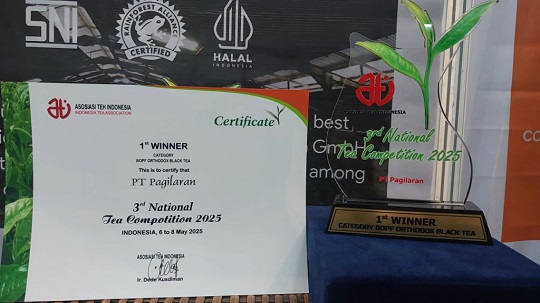 SNI
RAINFOREST ALLIANCE
CERTIFIED
HALAL
INDONESIA
ASOSIASI TEH INDONESIA
INDONESIA TEA ASSOCIATION
Certificate
1ST WINNER
CATEGORY
BOPF ORTHODOX BLACK TEA
This is to certify that
PT Pagilaran
3rd National
Tea Compotition 2025
INDONESIA, 6 to 8 May 2025
ASOSIASI TEH INDONESIA
best,
GmbH
among
3rd National
Tea Competition 2025
PT Pagilaran
1st WINNER
CATEGORY BOPF ORTHODOX BLACK TEA